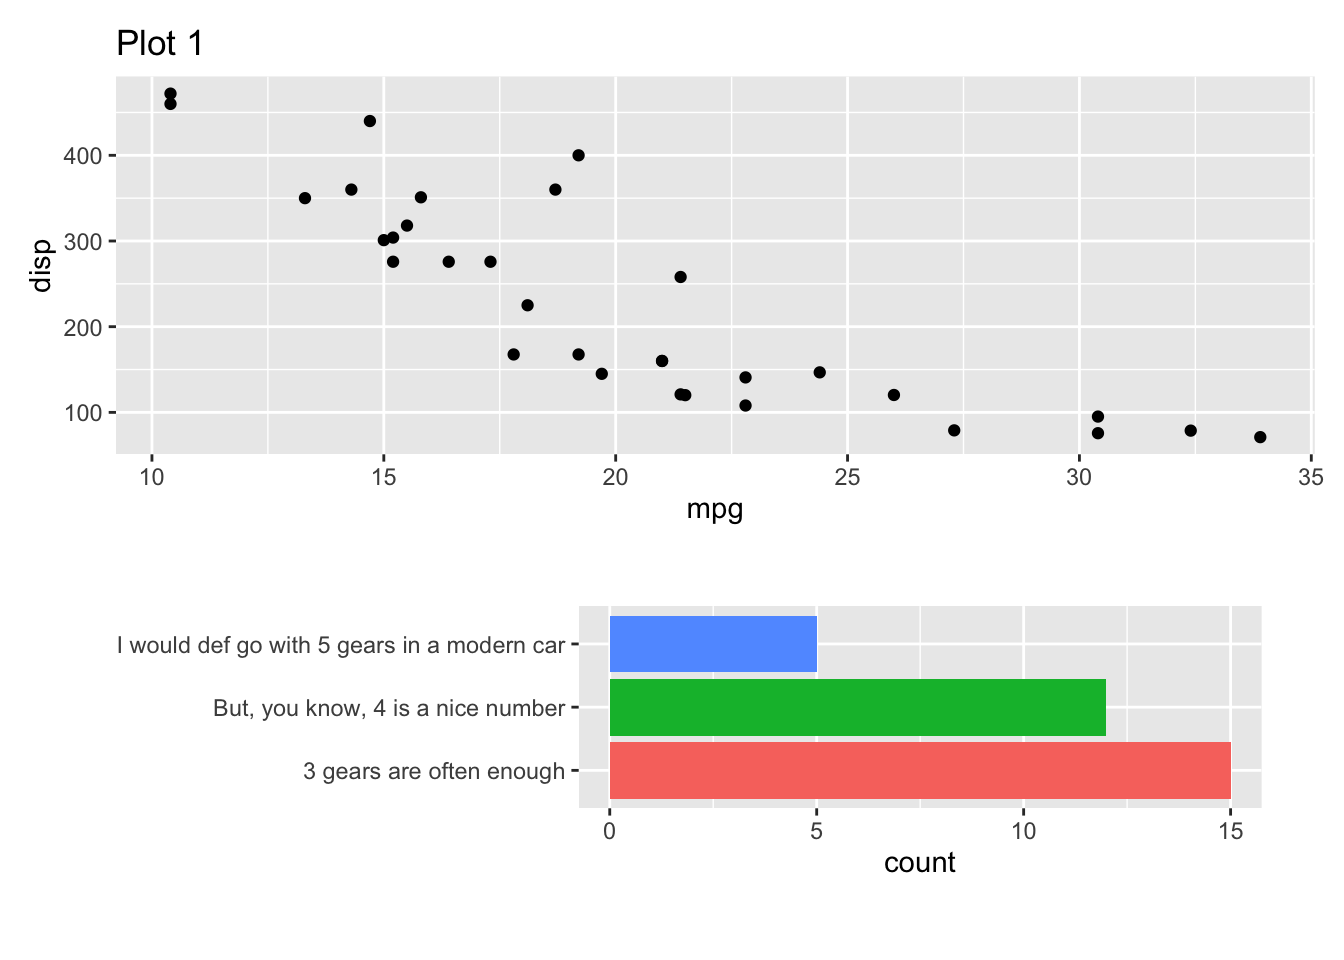 Plot 1
400
300
200
100
disp
10 15 20 25 30 35
mpg
I would def go with 5 gears in a modern car
But, you know, 4 is a nice number
3 gears are often enough
0 5 10 15
count